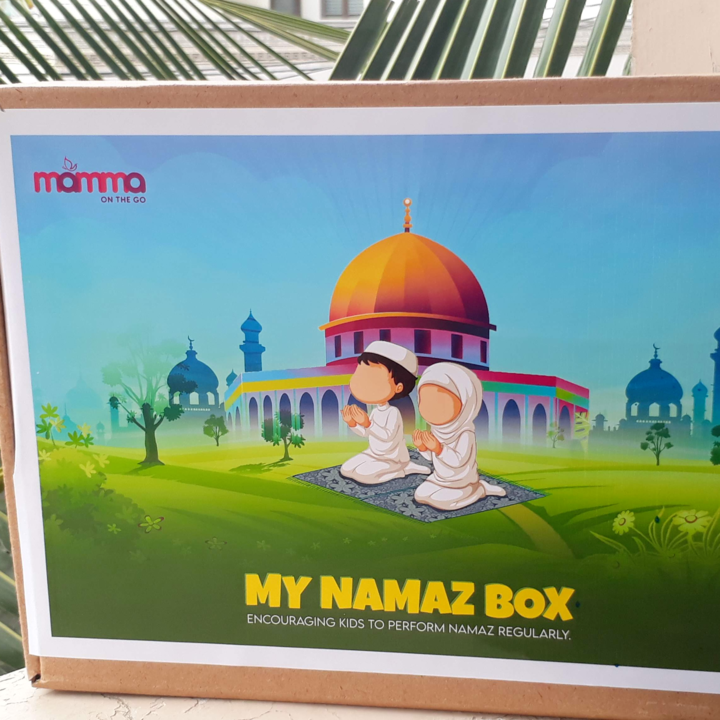 mamma
ON THE GO
MY NAMAZ BOX
ENCOURAGING KIDS TO PERFORM NAMAZ REGULARLY.